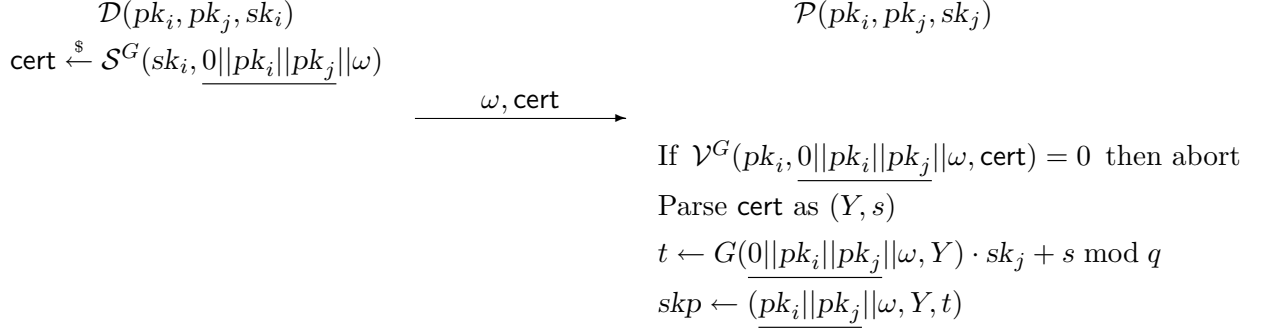 𝒟(pk_i, pk_j, sk_i) 𝒫(pk_i, pk_j, sk_j)
cert ←$ 𝒮^G(sk_i, 0||pk_i||pk_j||ω)
ω, cert
If 𝒱^G(pk_i, 0||pk_i||pk_j||ω, cert) = 0 then abort
Parse cert as (Y, s)
t ← G(0||pk_i||pk_j||ω, Y) · sk_j + s mod q
skp ← (pk_i||pk_j||ω, Y, t)